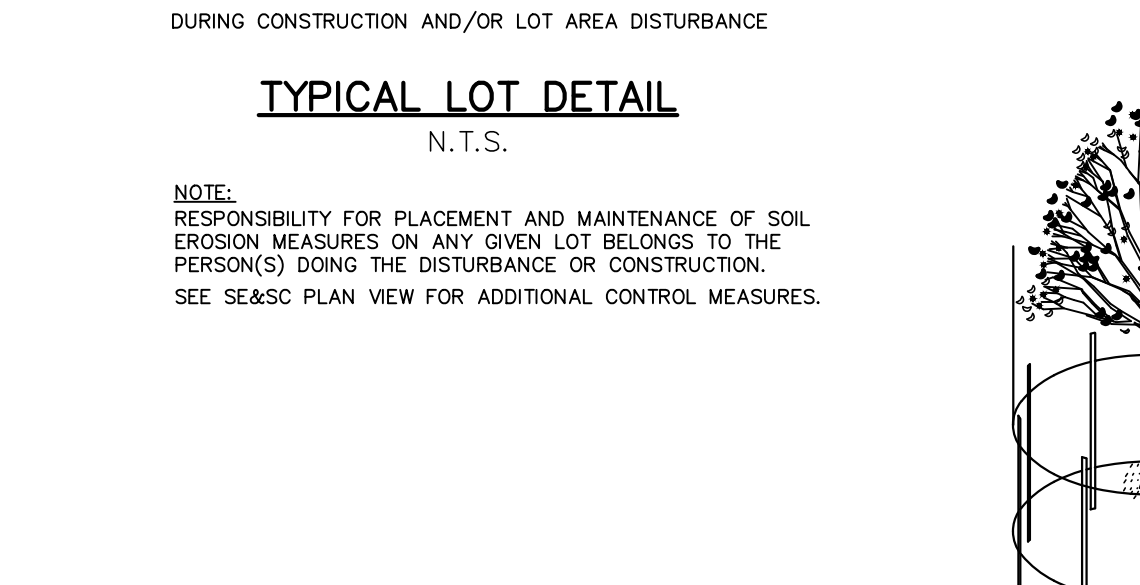 DURING CONSTRUCTION AND/OR LOT AREA DISTURBANCE
TYPICAL LOT DETAIL
N.T.S.
NOTE:
RESPONSIBILITY FOR PLACEMENT AND MAINTENANCE OF SOIL
EROSION MEASURES ON ANY GIVEN LOT BELONGS TO THE
PERSON(S) DOING THE DISTURBANCE OR CONSTRUCTION.
SEE SE&SC PLAN VIEW FOR ADDITIONAL CONTROL MEASURES.